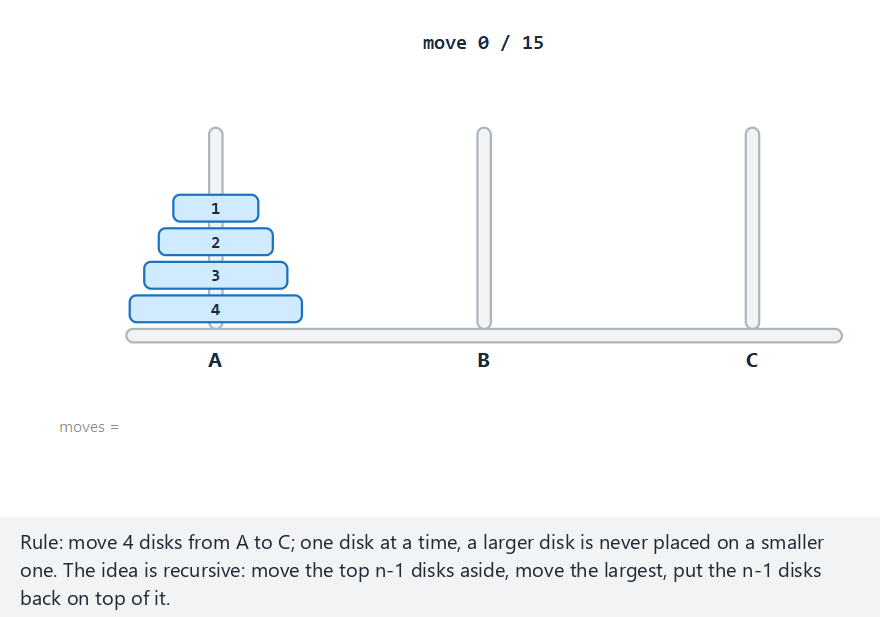 move 0 / 15
1
2
3
4
A B C
moves =
Rule: move 4 disks from A to C; one disk at a time, a larger disk is never placed on a smaller
one. The idea is recursive: move the top n-1 disks aside, move the largest, put the n-1 disks
back on top of it.